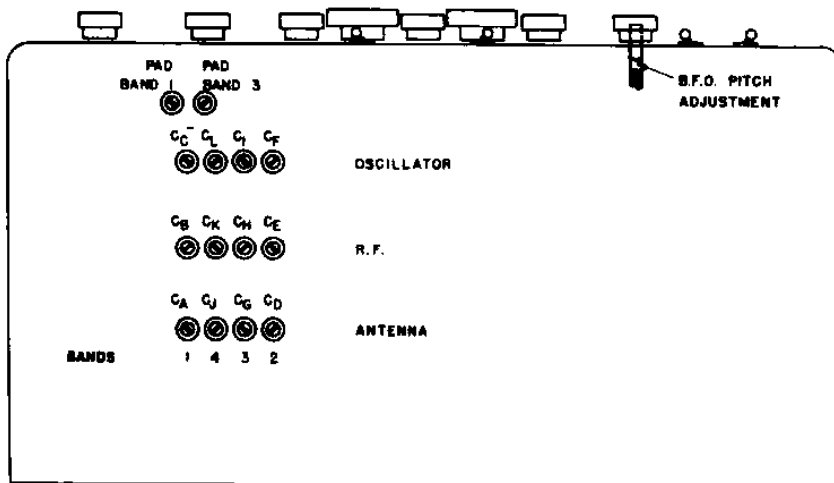 PAD PAD
BAND 1 BAND 3
B.F.O. PITCH
ADJUSTMENT
CC CL CI CF
OSCILLATOR
CB CK CH CE
R.F.
CA CJ CG CD
ANTENNA
BANDS 1 4 3 2